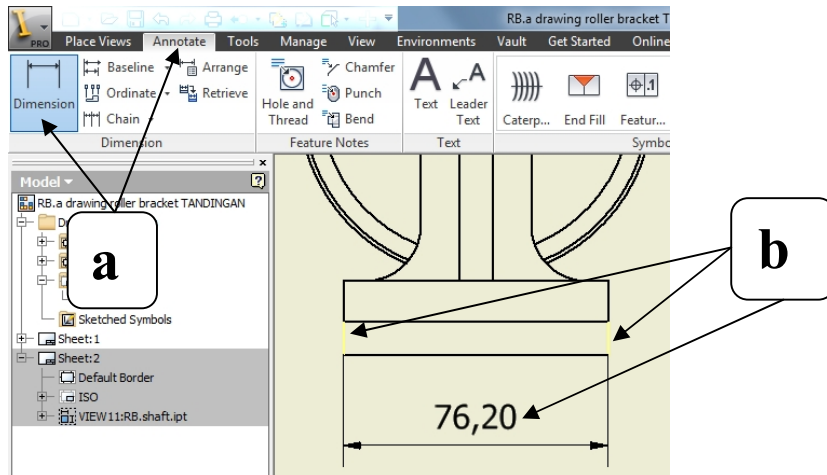 RB.a drawing roller bracket T
PRO Place Views Annotate Tools Manage View Environments Vault Get Started Online
Dimension
Baseline
Ordinate
Chain
Arrange
Retrieve
Hole and
Thread
Chamfer
Punch
Bend
Text
Leader
Text
Caterp...
End Fill
.1
Featur...
Dimension Feature Notes Text Symbo
Model
RB.a drawing roller bracket TANDINGAN
Sketched Symbols
Sheet:1
Sheet:2
Default Border
ISO
VIEW11:RB.shaft.ipt
a
b
76,20